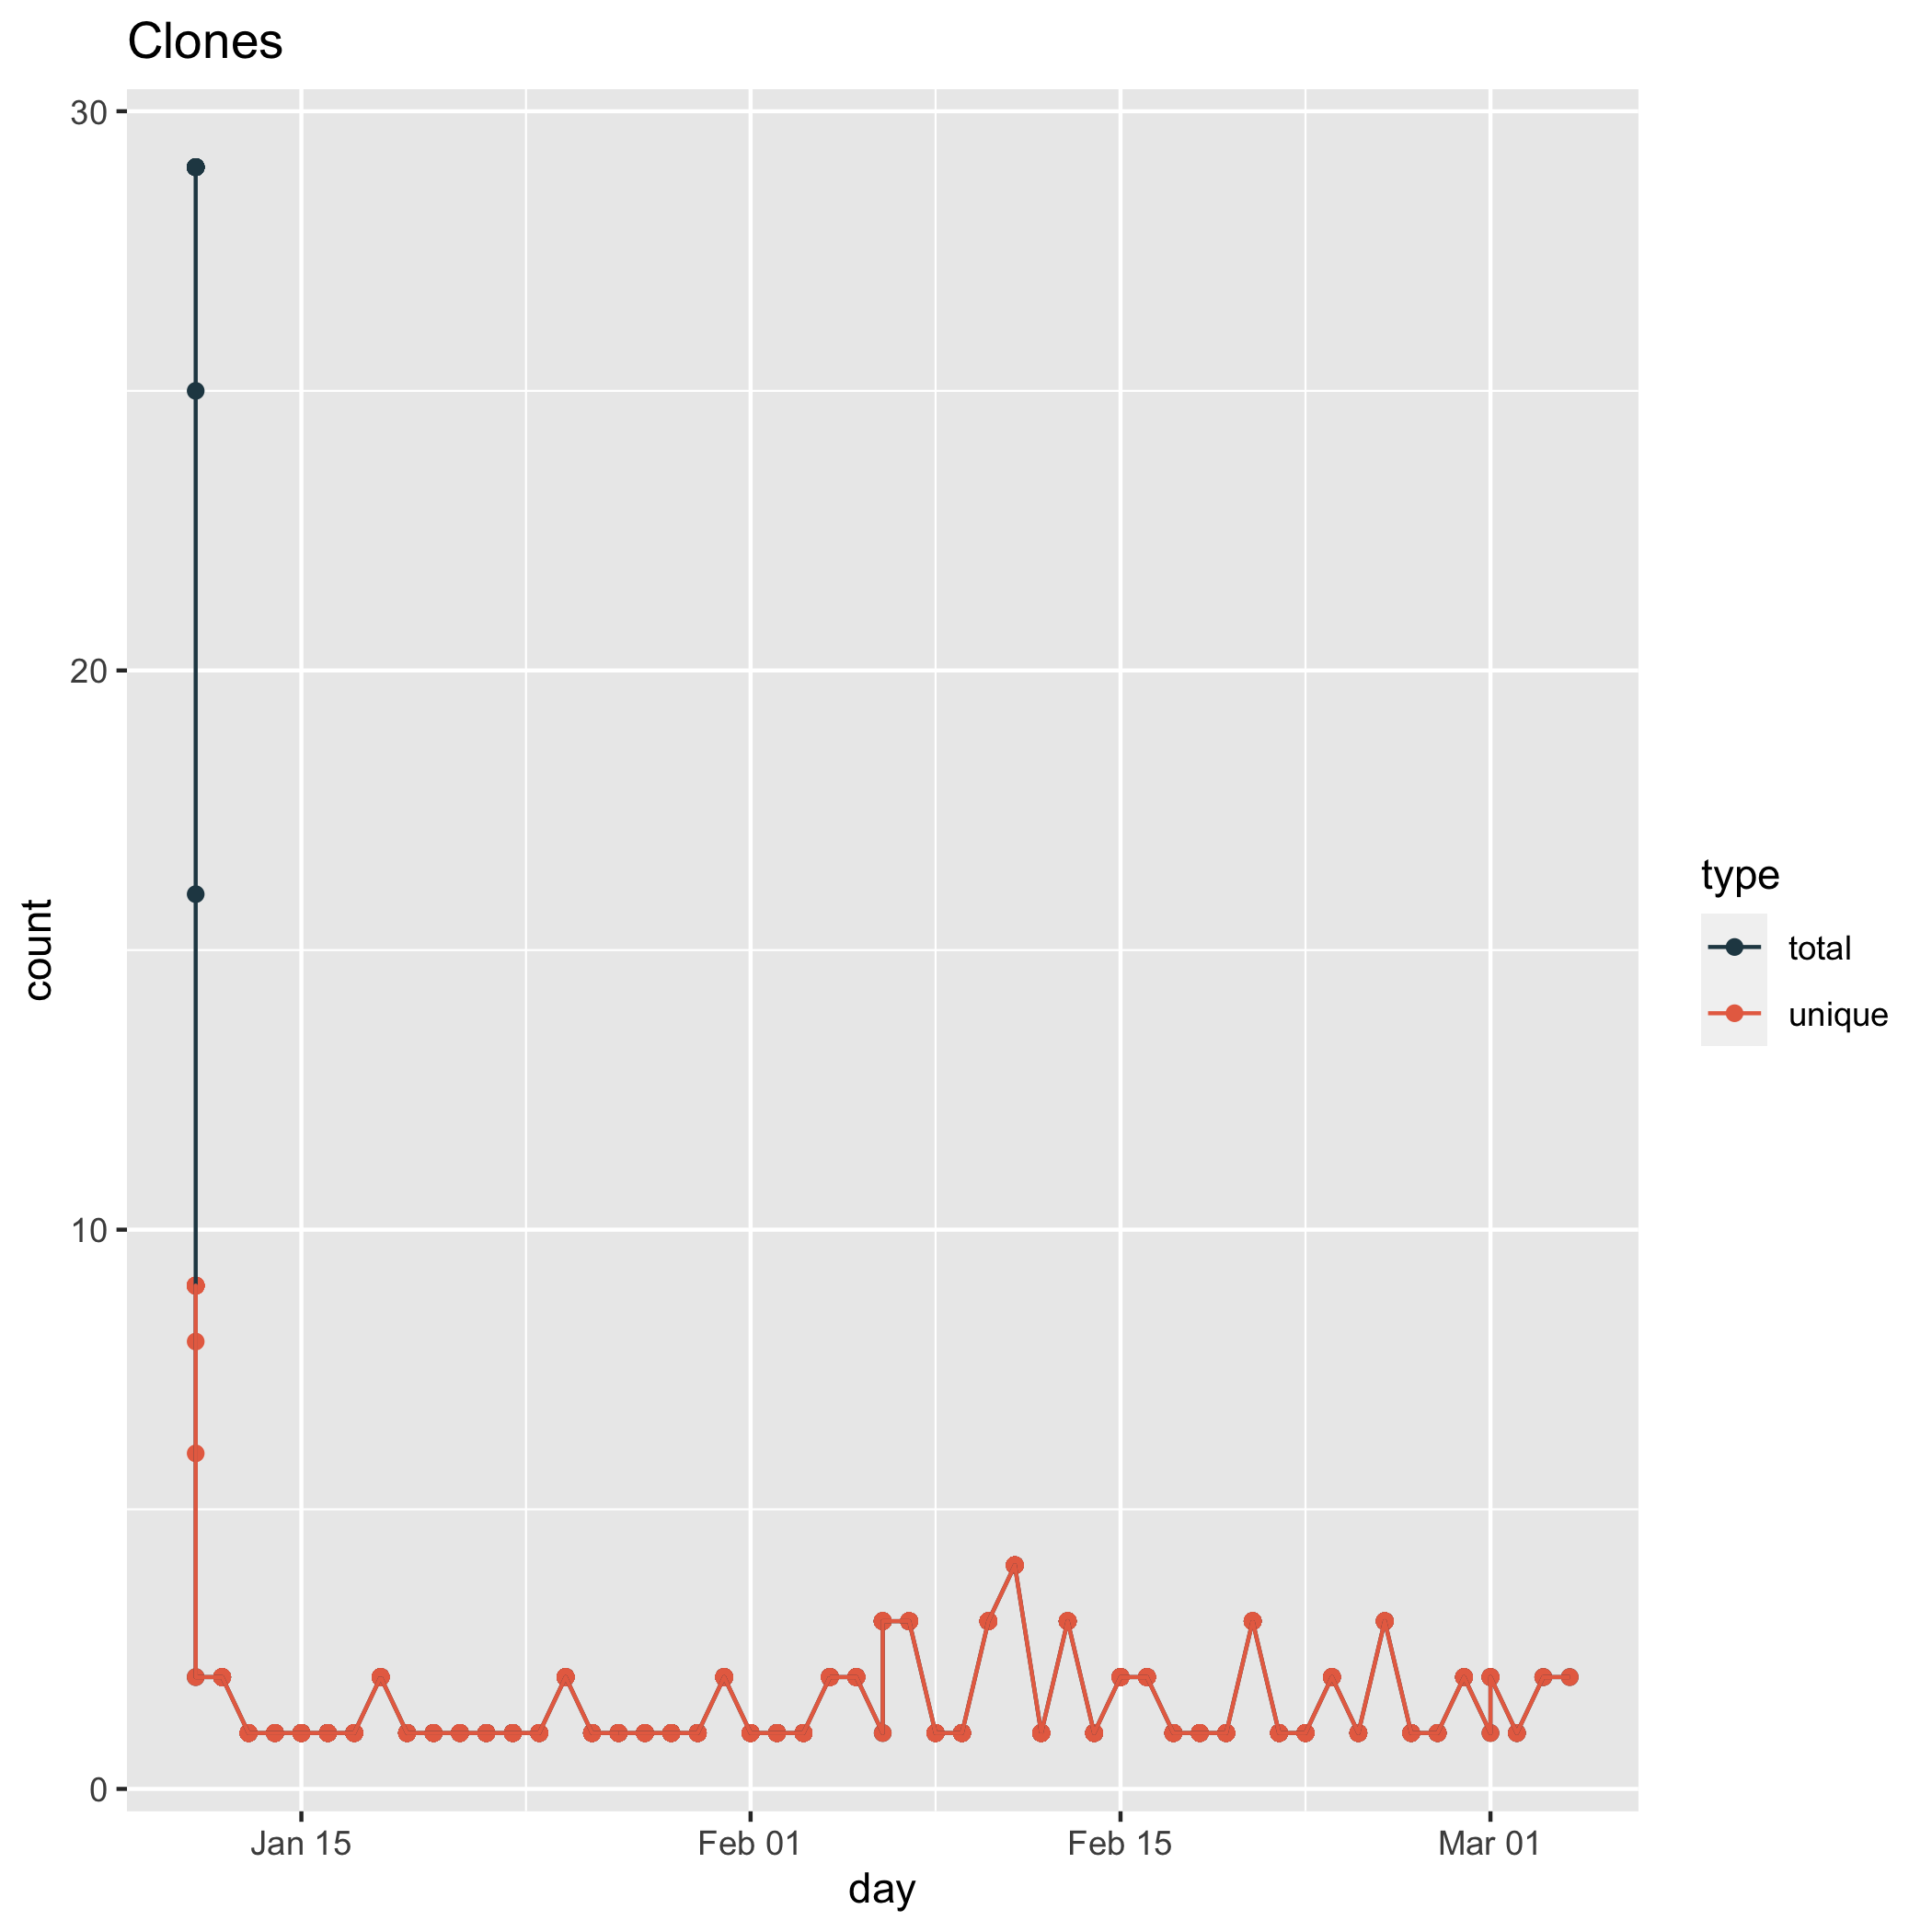 Clones
30
20
10
0
count
Jan 15
Feb 01
Feb 15
Mar 01
day
type
total
unique